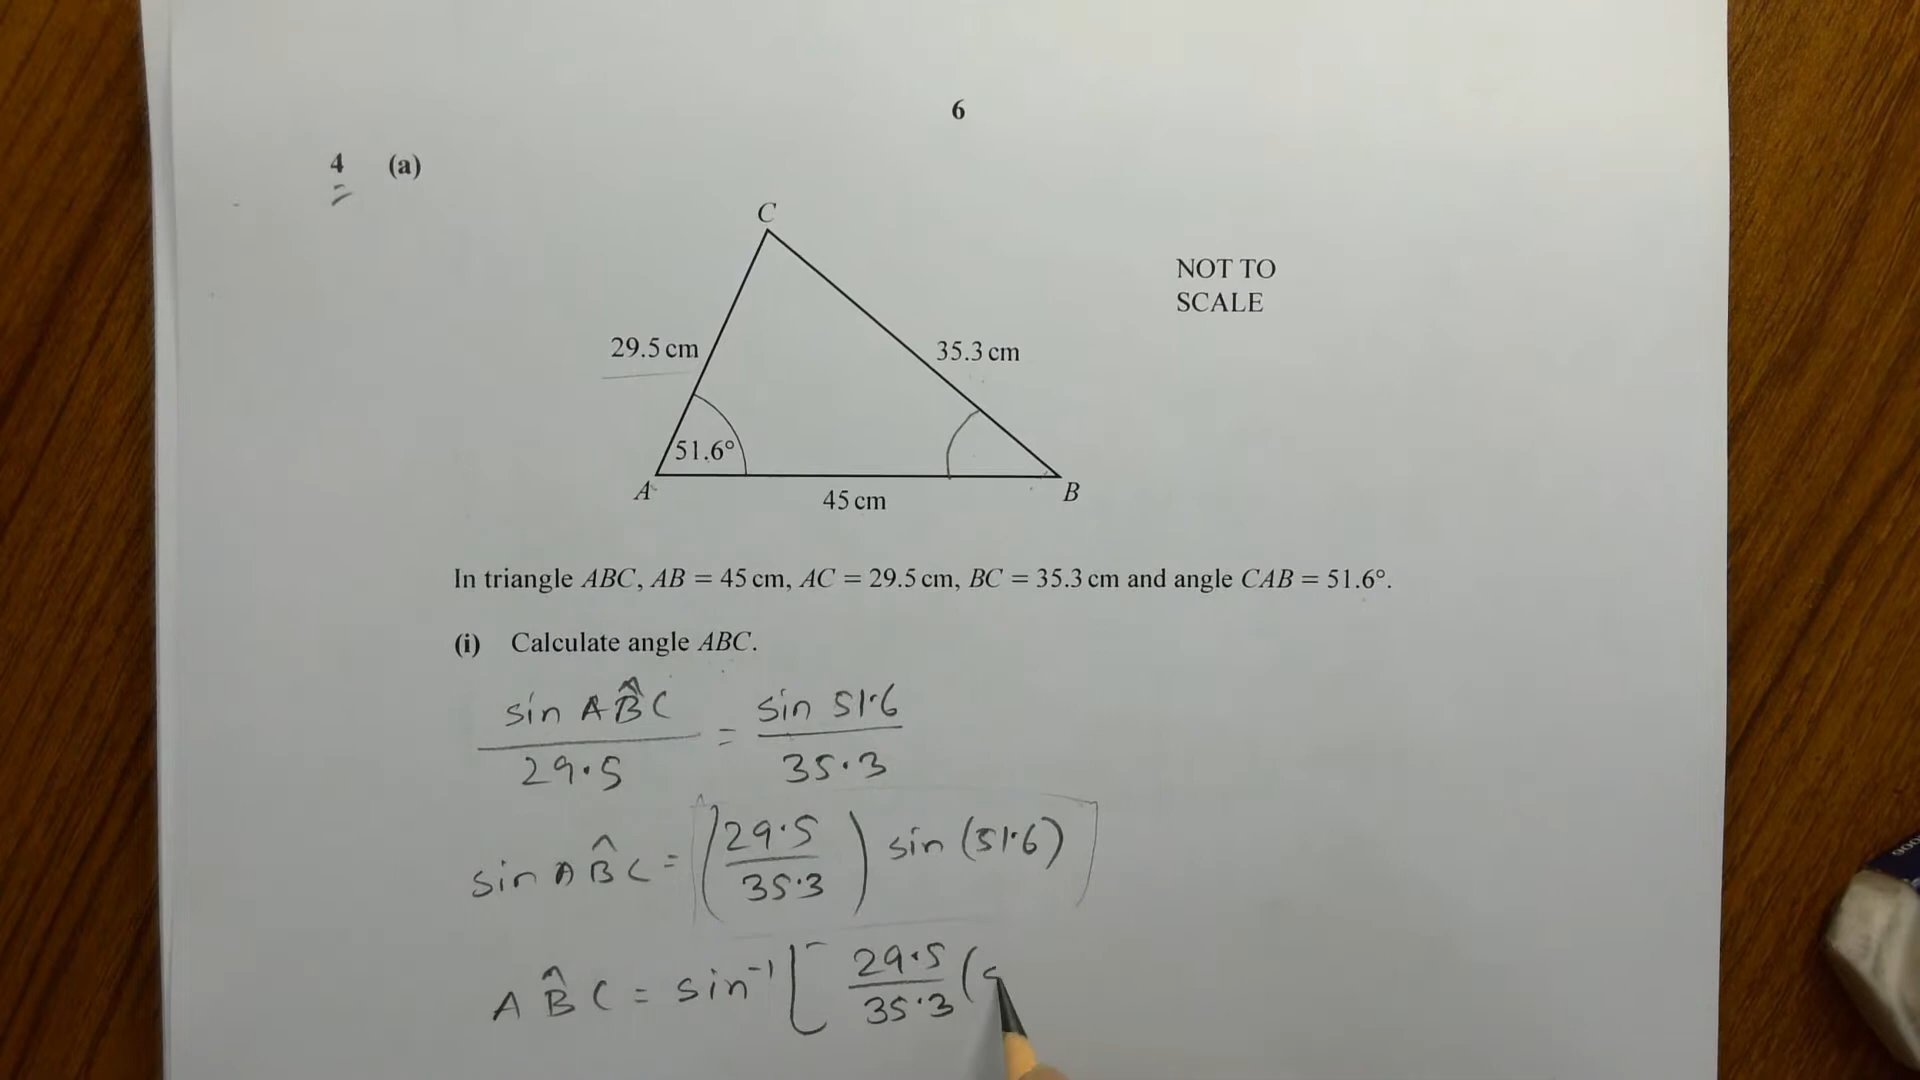 6
4 (a)
C
NOT TO
SCALE
29.5 cm
35.3 cm
51.6°
A
B
45 cm
In triangle ABC, AB = 45 cm, AC = 29.5 cm, BC = 35.3 cm and angle CAB = 51.6°.
(i) Calculate angle ABC.
sin AB̂C / 29.5 = sin 51.6 / 35.3
sin AB̂C = (29.5 / 35.3) sin (51.6)
AB̂C = sin⁻¹ [ 29.5 / 35.3 (s